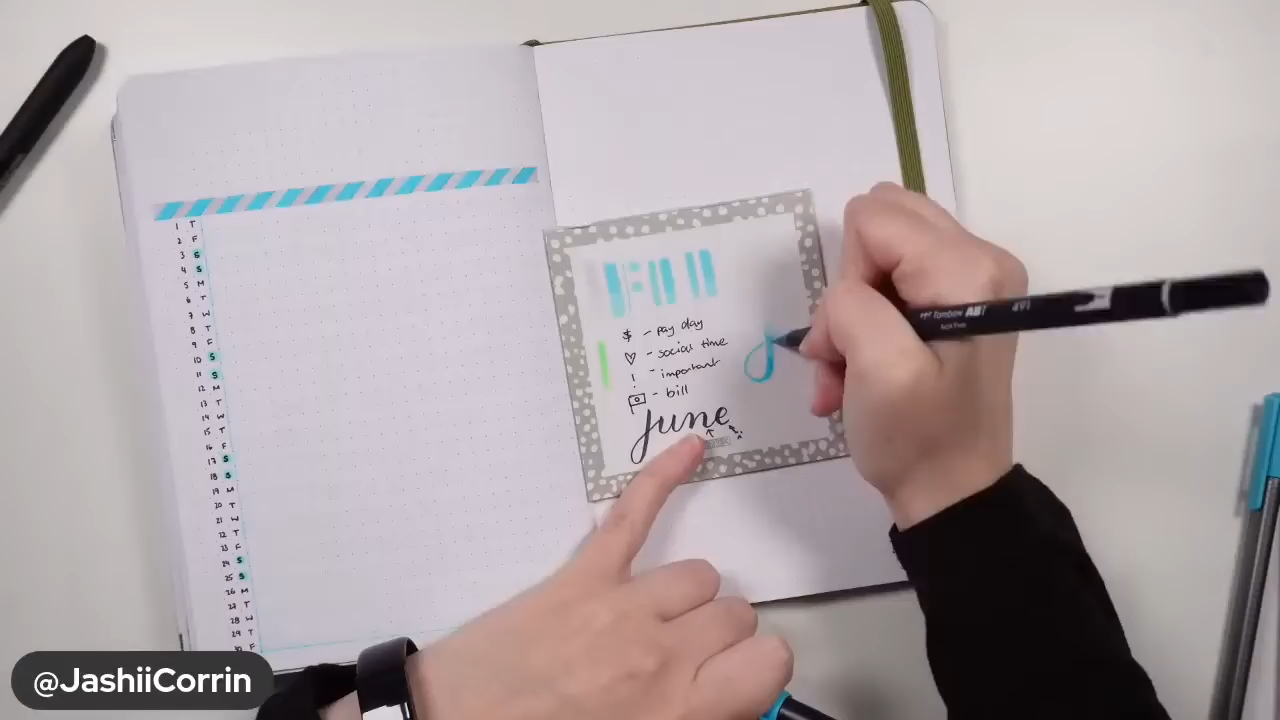 1 T
2 F
3 S
4 S
5 M
6 T
7 W
8 T
9 F
10 S
11 S
12 M
13 T
14 W
15 T
16 F
17 S
18 S
19 M
20 T
21 W
22 T
23 F
24 S
25 S
26 M
27 T
28 W
29 T
30 F
$ - pay day
♡ - social time
! - important
- bill
june
Tombow ABT
491
@JashiiCorrin